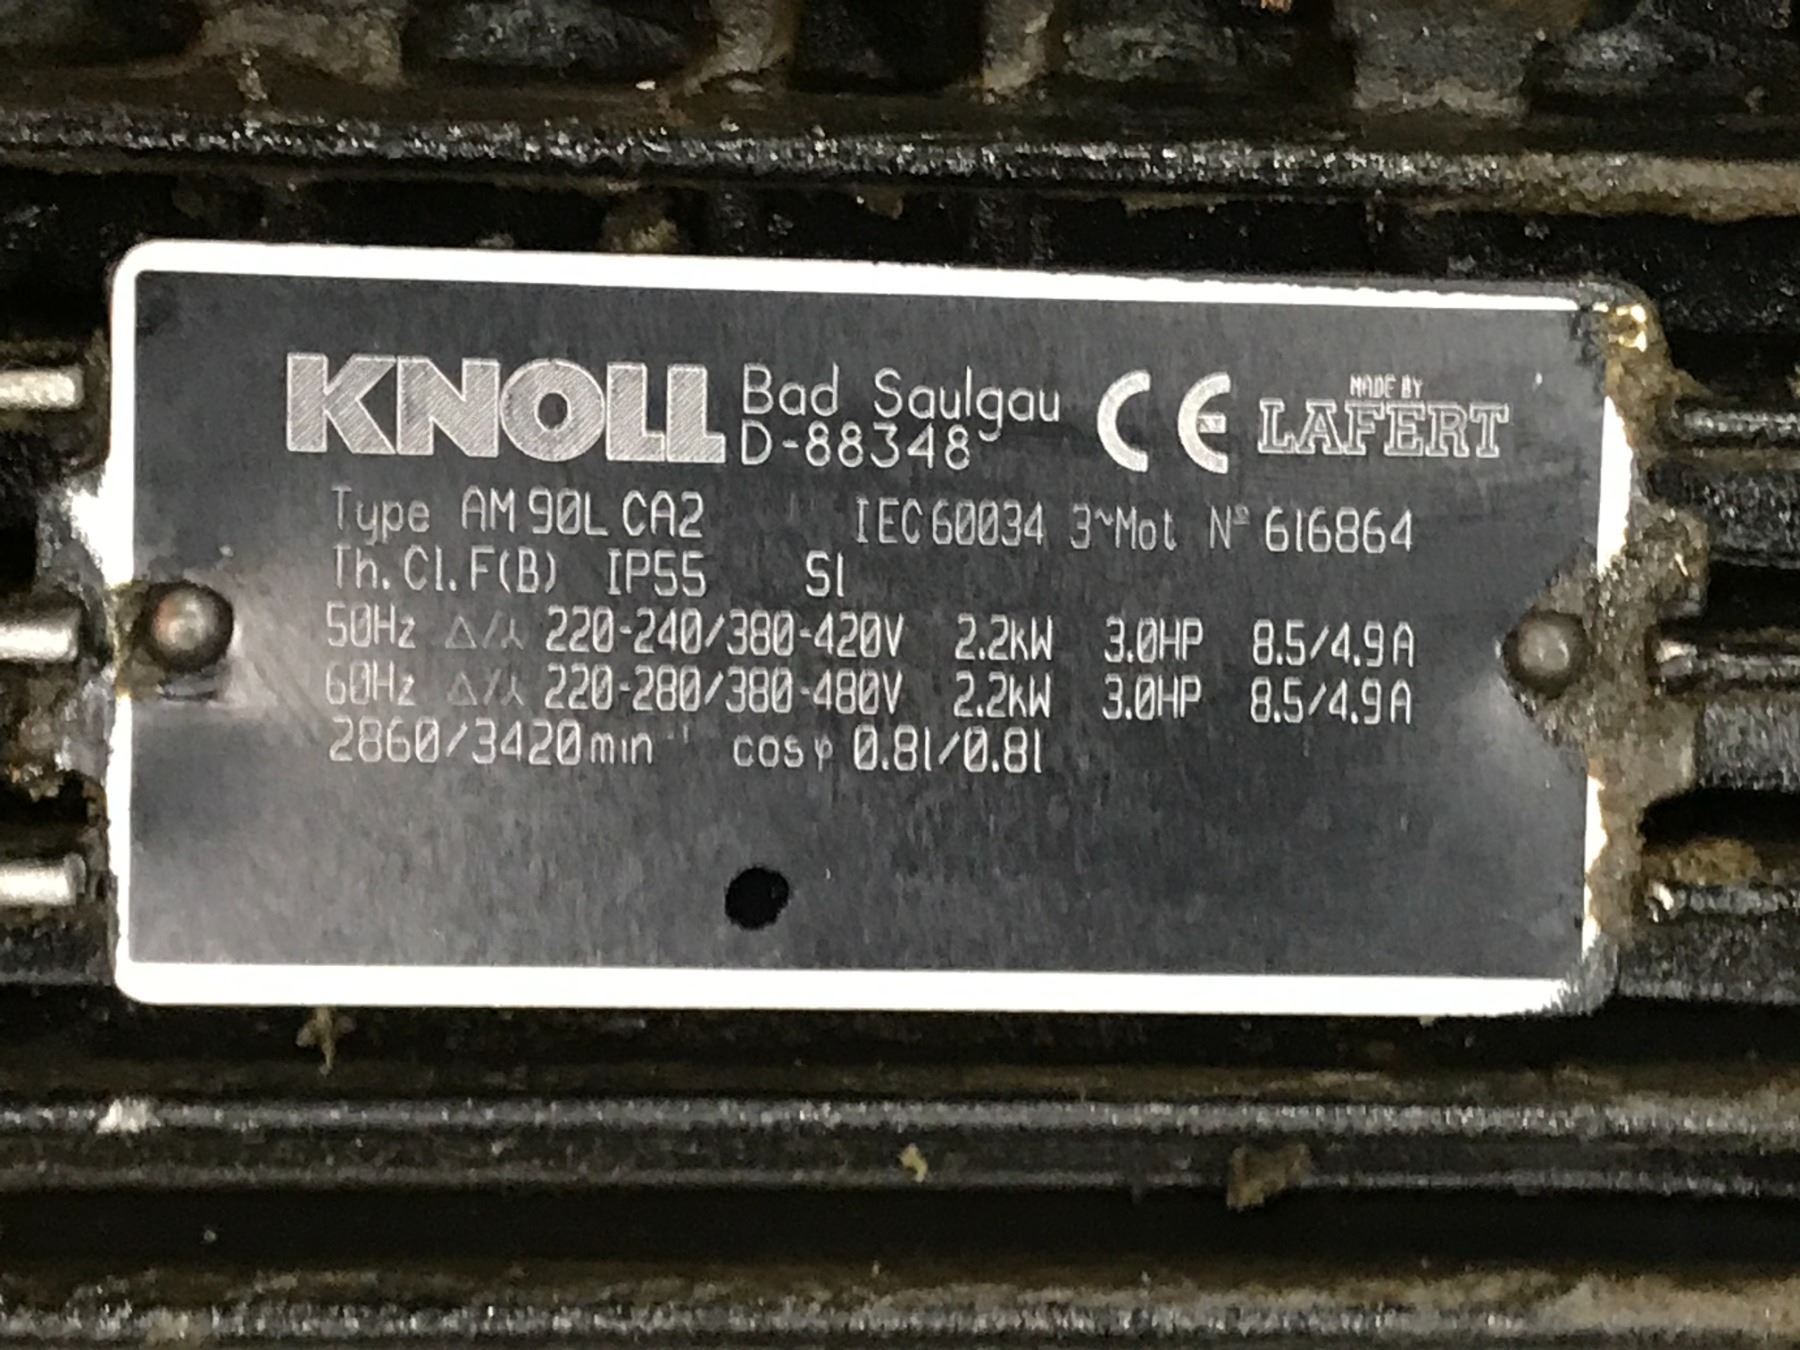 KNOLL Bad Saulgau CE MADE BY
D-88348 LAFERT
Type AM 90L CA2 IEC 60034 3~Mot Nº 616864
Th. Cl. F(B) IP55 S1
50Hz Δ/⅄ 220-240/380-420V 2.2kW 3.0HP 8.5/4.9A
60Hz Δ/⅄ 220-280/380-480V 2.2kW 3.0HP 8.5/4.9A
2860/3420min⁻¹ cosφ 0.81/0.81